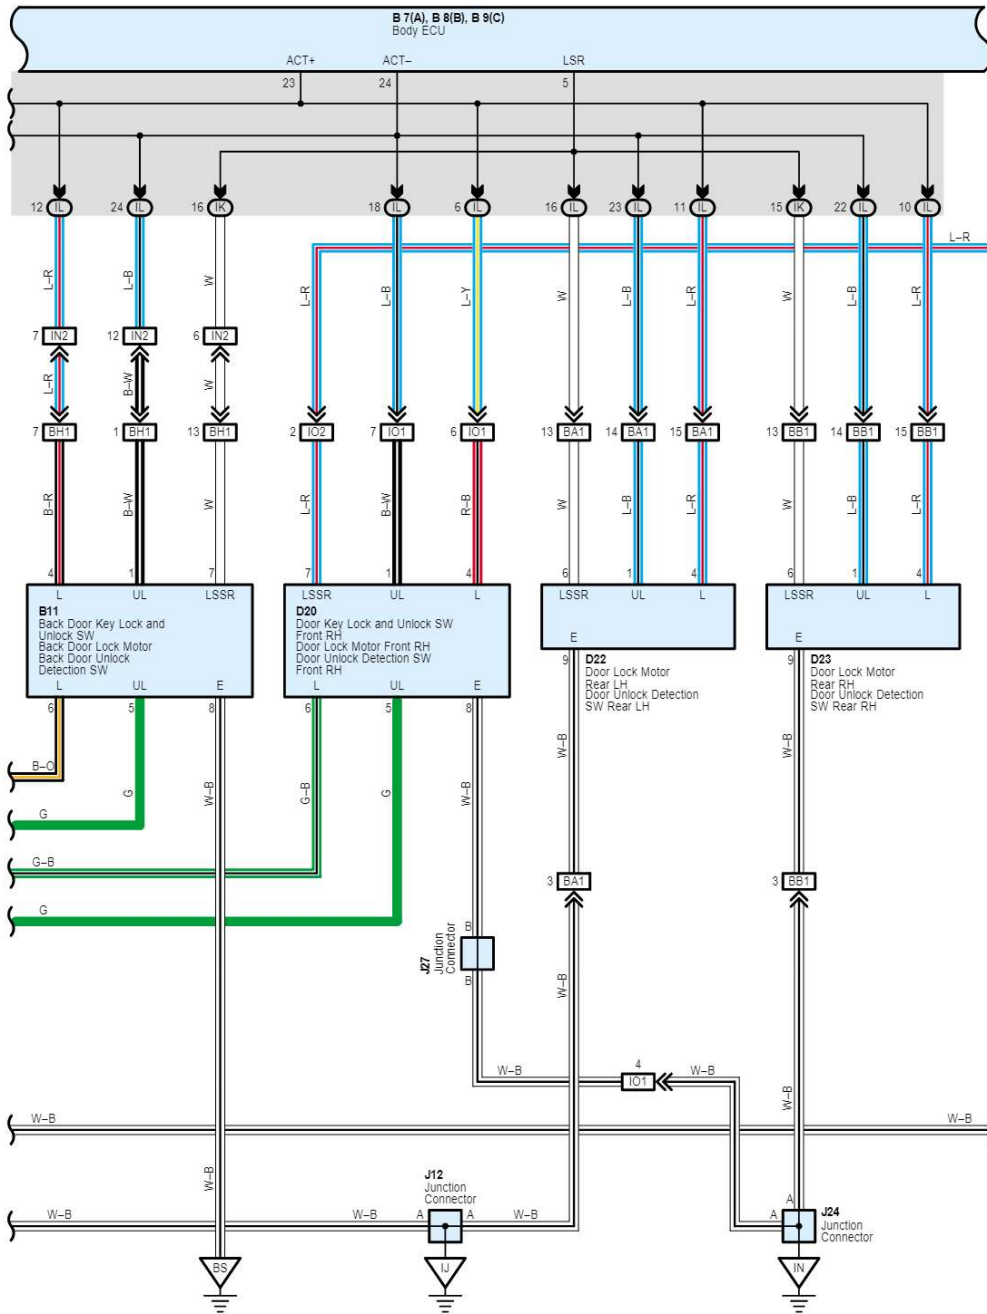 B 7(A), B 8(B), B 9(C)
Body ECU
ACT+ ACT– LSR
23 24 5
12 IL 24 IL 16 IK 18 IL 6 IL 16 IL 23 IL 11 IL 15 IK 22 IL 10 IL
L–R
L–R L–B W L–R L–B L–Y W L–B L–R W L–B L–R
7 IN2 12 IN2 6 IN2
L–R B–W W
7 BH1 1 BH1 13 BH1 2 IO2 7 IO1 6 IO1 13 BA1 14 BA1 15 BA1 13 BB1 14 BB1 15 BB1
B–R B–W W L–R B–W R–B W L–B L–R W L–B L–R
4 1 7 7 1 4 6 1 4 6 1 4
L UL LSSR LSSR UL L LSSR UL L LSSR UL L
B11
Back Door Key Lock and
Unlock SW
Back Door Lock Motor
Back Door Unlock
Detection SW
L UL E
6 5 8
D20
Door Key Lock and Unlock SW
Front RH
Door Lock Motor Front RH
Door Unlock Detection SW
Front RH
L UL E
6 5 8
E
9
D22
Door Lock Motor
Rear LH
Door Unlock Detection
SW Rear LH
E
9
D23
Door Lock Motor
Rear RH
Door Unlock Detection
SW Rear RH
B–O
G W–B G–B G W–B W–B W–B
G
G–B
G
3 BA1 3 BB1
B
J27
Junction
Connector
B
W–B
W–B
4
IO1
W–B
W–B
W–B W–B
W–B
J12
Junction
Connector
W–B W–B A A W–B
A
A
J24
Junction
Connector
BS IJ IN